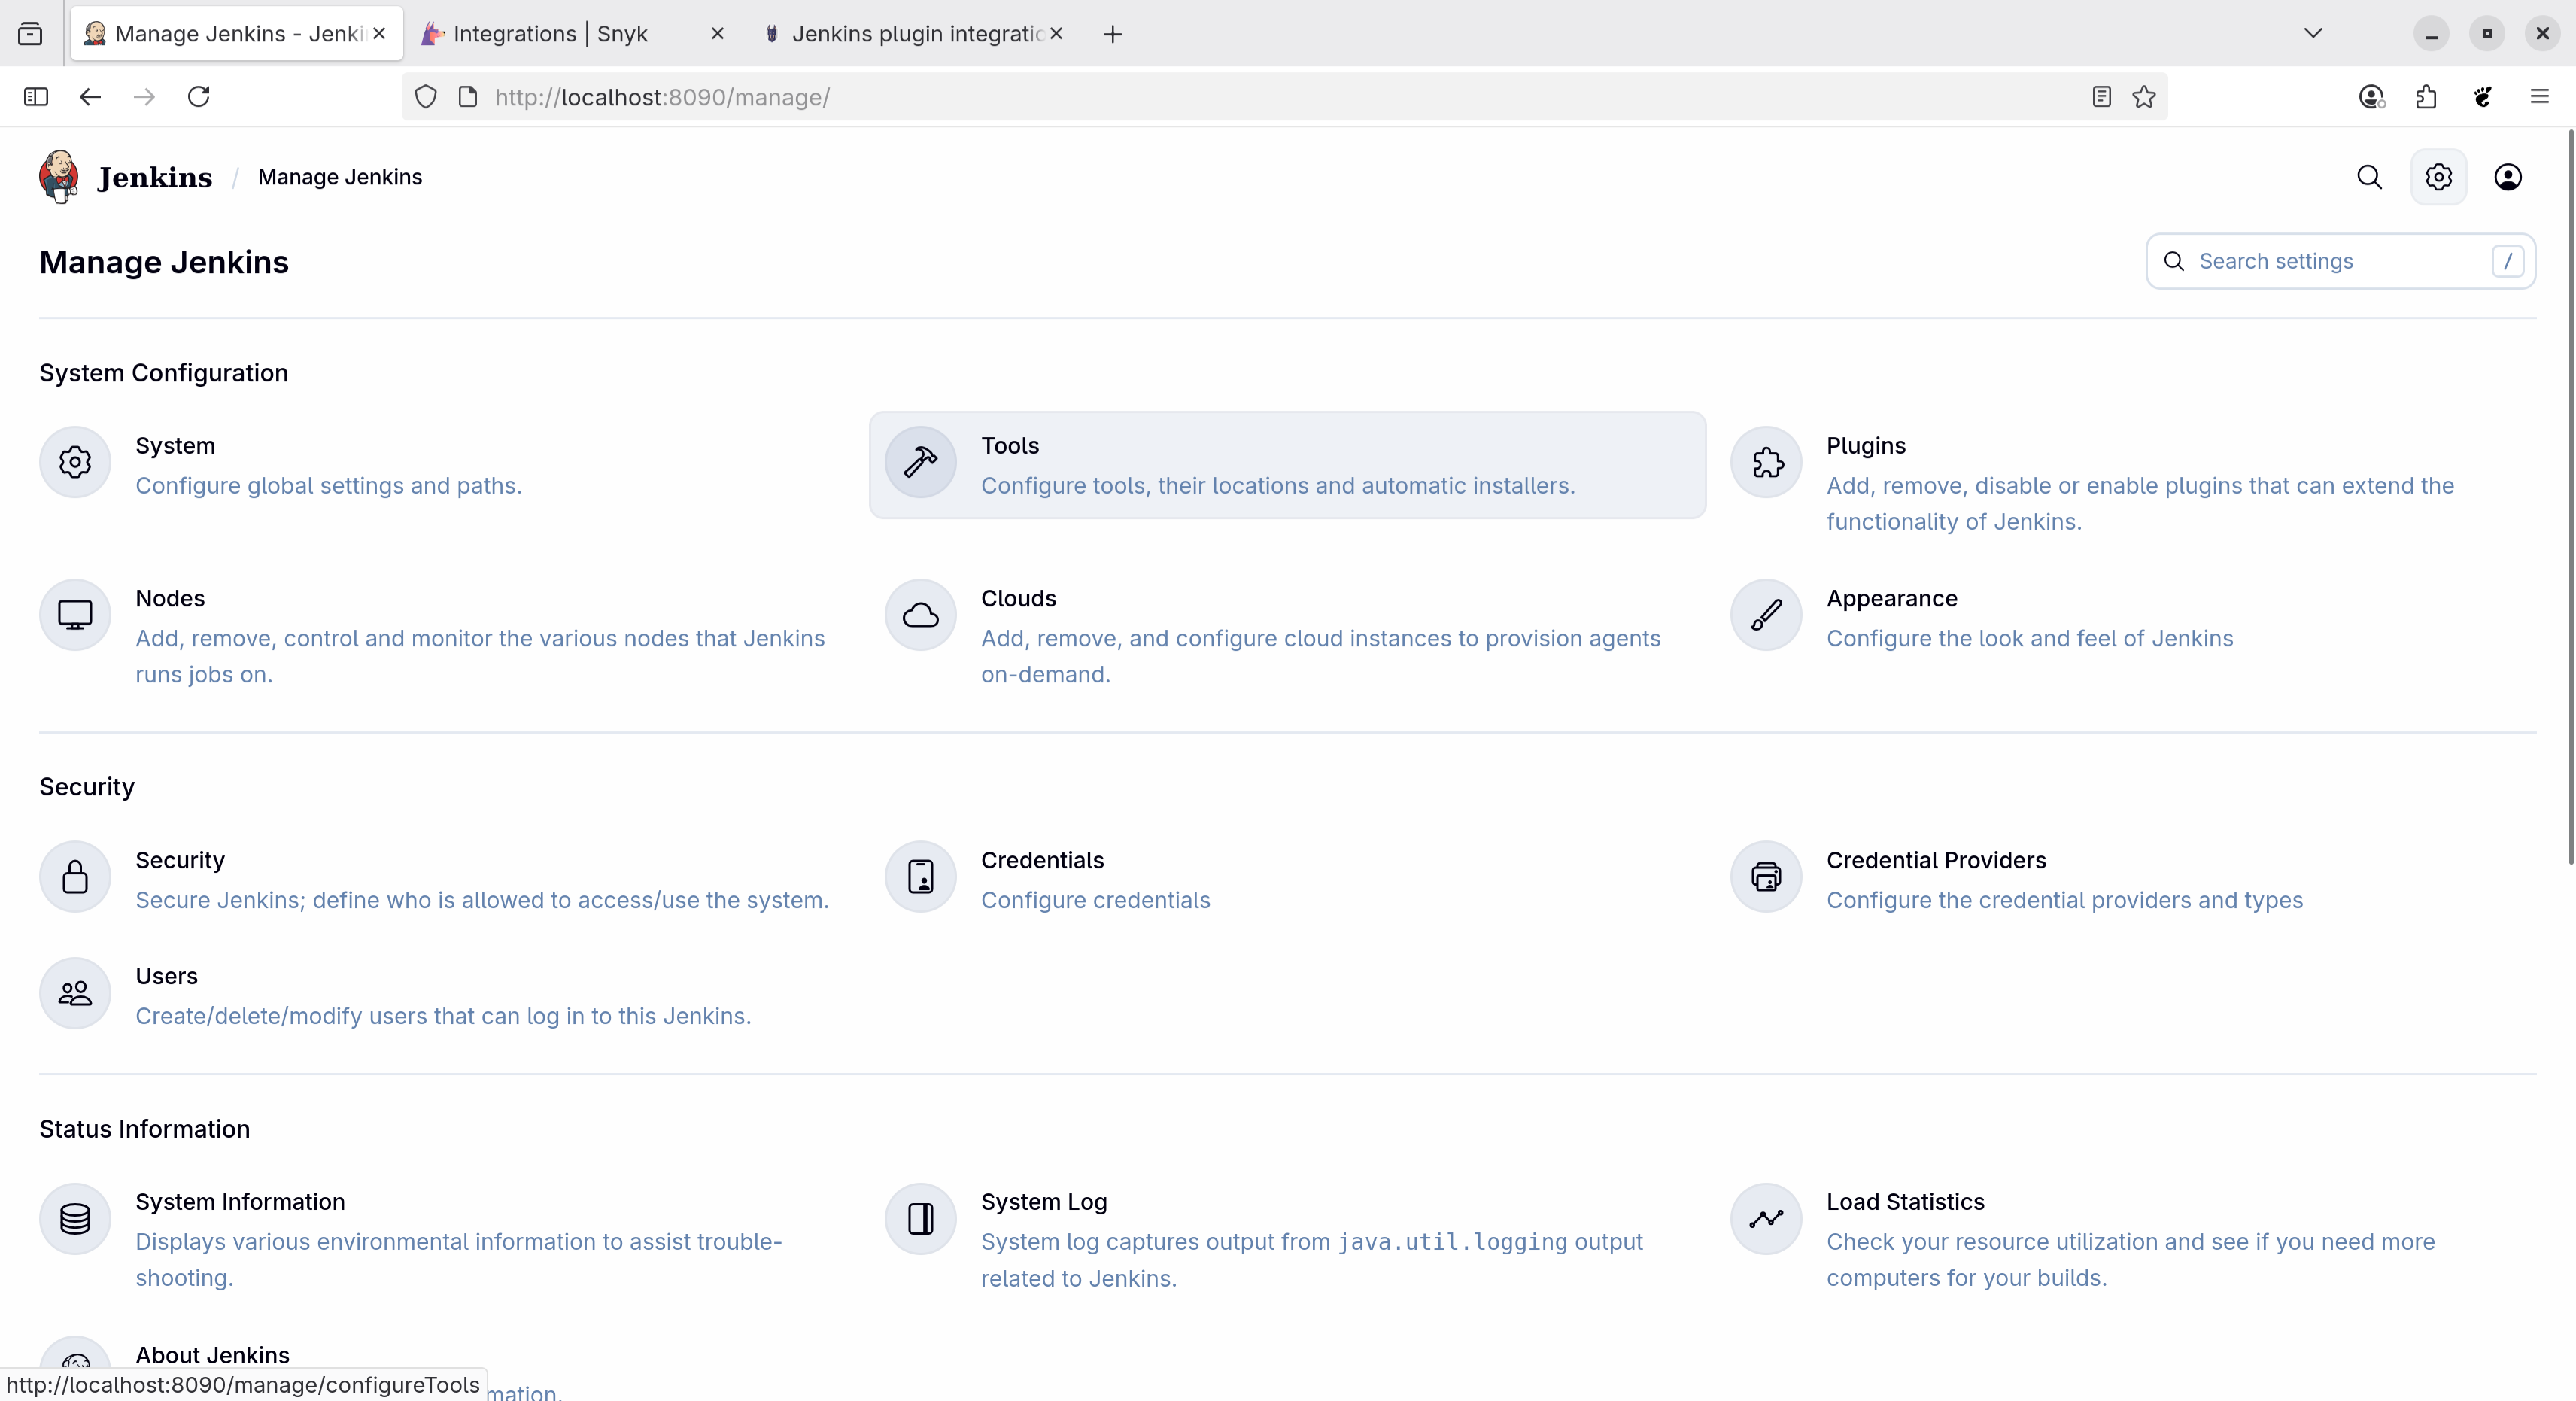 Manage Jenkins - Jenki
Integrations | Snyk
Jenkins plugin integratio
http://localhost:8090/manage/
Jenkins / Manage Jenkins
Manage Jenkins
Search settings /
System Configuration
System
Configure global settings and paths.
Tools
Configure tools, their locations and automatic installers.
Plugins
Add, remove, disable or enable plugins that can extend the
functionality of Jenkins.
Nodes
Add, remove, control and monitor the various nodes that Jenkins
runs jobs on.
Clouds
Add, remove, and configure cloud instances to provision agents
on-demand.
Appearance
Configure the look and feel of Jenkins
Security
Security
Secure Jenkins; define who is allowed to access/use the system.
Credentials
Configure credentials
Credential Providers
Configure the credential providers and types
Users
Create/delete/modify users that can log in to this Jenkins.
Status Information
System Information
Displays various environmental information to assist trouble-
shooting.
System Log
System log captures output from java.util.logging output
related to Jenkins.
Load Statistics
Check your resource utilization and see if you need more
computers for your builds.
About Jenkins
http://localhost:8090/manage/configureTools